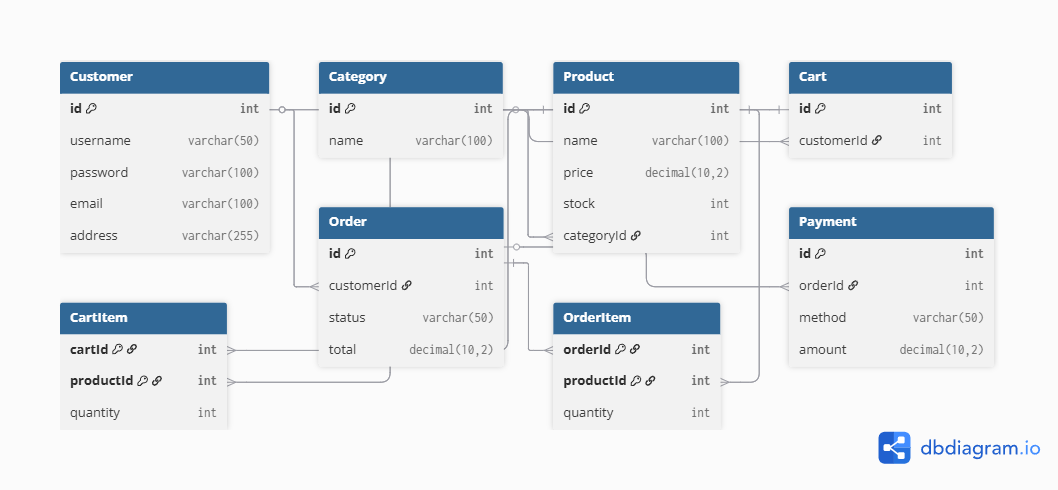 Customer
id int
username varchar(50)
password varchar(100)
email varchar(100)
address varchar(255)
Category
id int
name varchar(100)
Product
id int
name varchar(100)
price decimal(10,2)
stock int
categoryId int
Cart
id int
customerId int
Order
id int
customerId int
status varchar(50)
total decimal(10,2)
Payment
id int
orderId int
method varchar(50)
amount decimal(10,2)
CartItem
cartId int
productId int
quantity int
OrderItem
orderId int
productId int
quantity int
dbdiagram.io